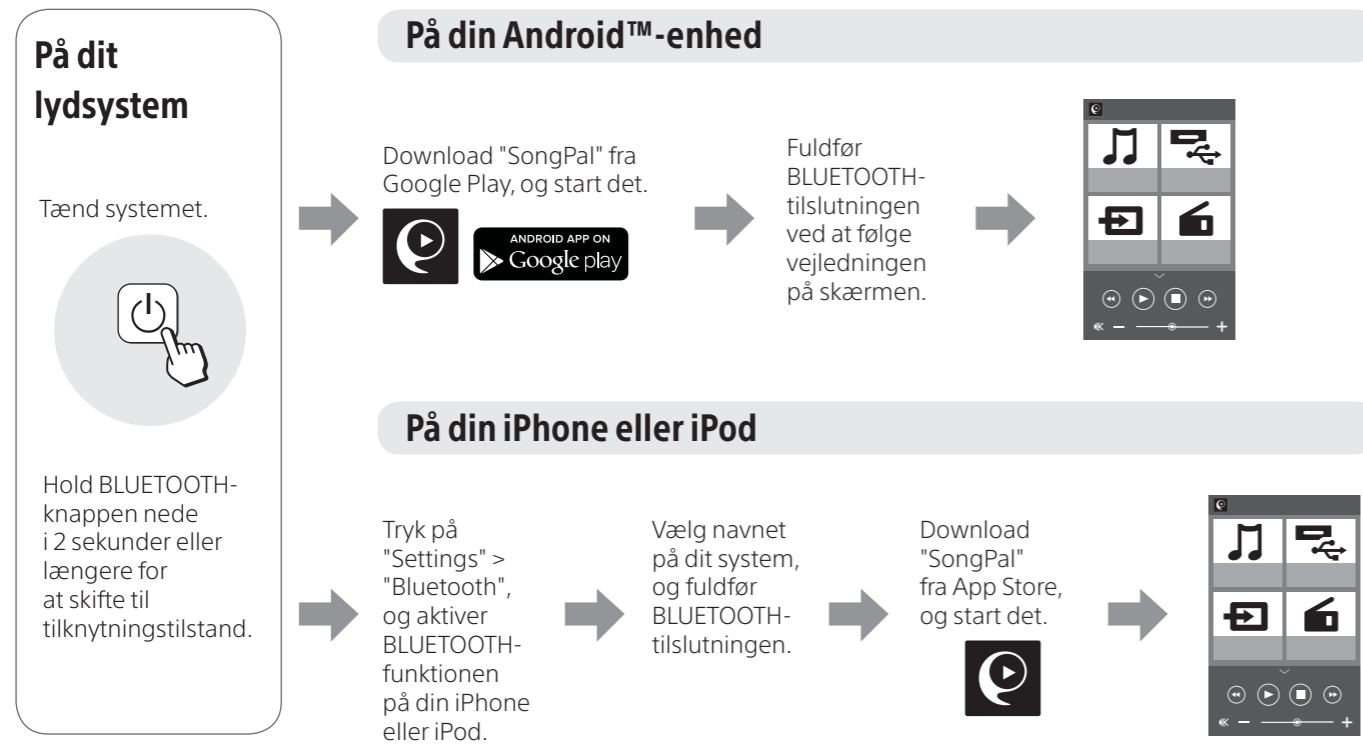 På dit
lydsystem
Tænd systemet.
Hold BLUETOOTH-
knappen nede
i 2 sekunder eller
længere for
at skifte til
tilknytningstilstand.
På din Android™-enhed
Download "SongPal" fra
Google Play, og start det.
ANDROID APP ON
Google play
Fuldfør
BLUETOOTH-
tilslutningen
ved at følge
vejledningen
på skærmen.
På din iPhone eller iPod
Tryk på
"Settings" >
"Bluetooth",
og aktiver
BLUETOOTH-
funktionen
på din iPhone
eller iPod.
Vælg navnet
på dit system,
og fuldfør
BLUETOOTH-
tilslutningen.
Download
"SongPal"
fra App Store,
og start det.